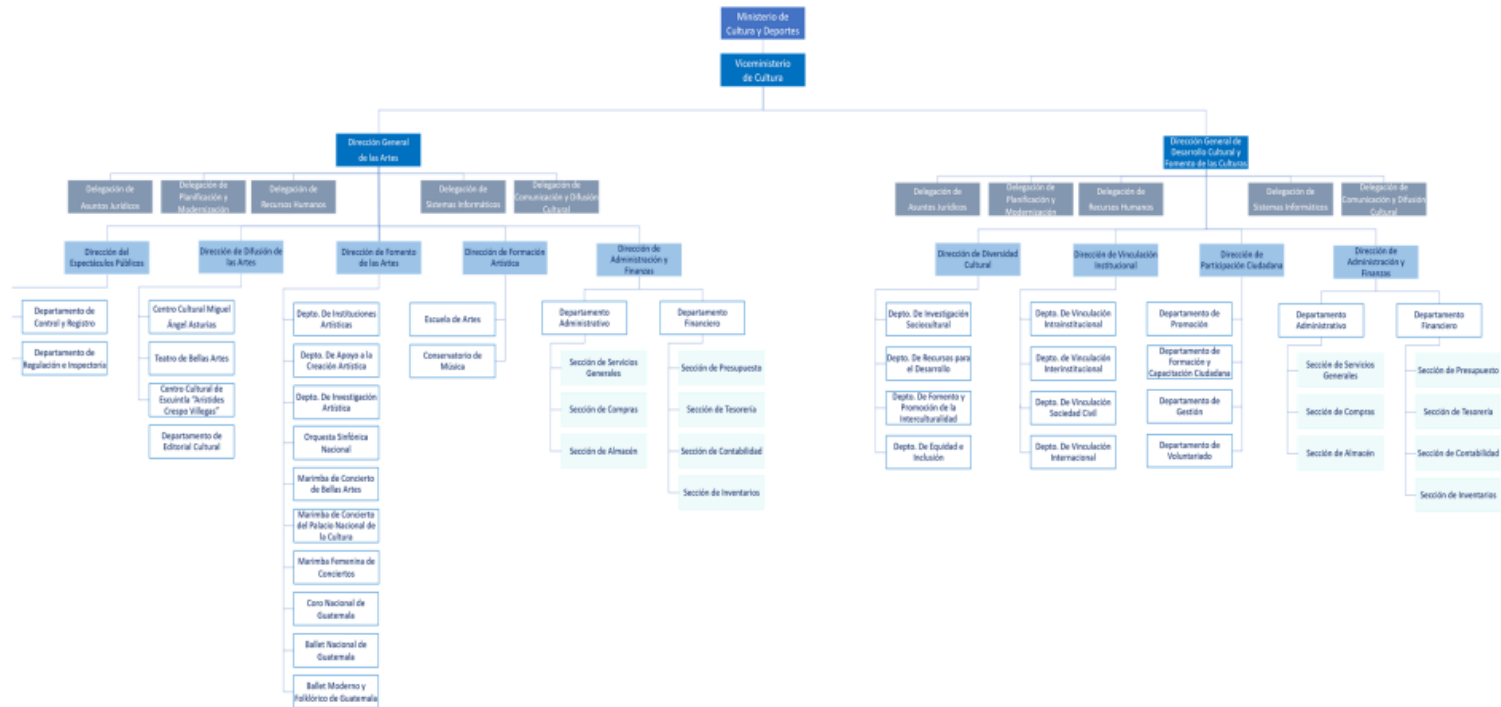 Ministerio de
Cultura y Deportes
Viceministerio
de Cultura
Dirección General
de las Artes
Dirección General de
Desarrollo Cultural y
Fomento de las Culturas
Delegación de
Asuntos Jurídicos
Delegación de
Planificación y
Modernización
Delegación de
Recursos Humanos
Delegación de
Sistemas Informáticos
Delegación de
Comunicación y Difusión
Cultural
Delegación de
Asuntos Jurídicos
Delegación de
Planificación y
Modernización
Delegación de
Recursos Humanos
Delegación de
Sistemas Informáticos
Delegación de
Comunicación y Difusión
Cultural
Dirección del
Espectáculos Públicos
Dirección de Difusión de
las Artes
Dirección de Fomento
de las Artes
Dirección de Formación
Artística
Dirección de
Administración y
Finanzas
Dirección de Diversidad
Cultural
Dirección de Vinculación
Institucional
Dirección de
Participación Ciudadana
Dirección de
Administración y
Finanzas
Departamento de
Control y Registro
Departamento de
Regulación e Inspectoría
Centro Cultural Miguel
Ángel Asturias
Teatro de Bellas Artes
Centro Cultural de
Escuintla "Arístides
Crespo Villegas"
Departamento de
Editorial Cultural
Depto. De Instituciones
Artísticas
Depto. De Apoyo a la
Creación Artística
Depto. De Investigación
Artística
Orquesta Sinfónica
Nacional
Marimba de Concierto
de Bellas Artes
Marimba de Concierto
del Palacio Nacional de
la Cultura
Marimba Femenina de
Conciertos
Coro Nacional de
Guatemala
Ballet Nacional de
Guatemala
Ballet Moderno y
Folklórico de Guatemala
Escuela de Artes
Conservatorio de
Música
Departamento
Administrativo
Sección de Servicios
Generales
Sección de Compras
Sección de Almacén
Departamento
Financiero
Sección de Presupuesto
Sección de Tesorería
Sección de Contabilidad
Sección de Inventarios
Depto. De Investigación
Sociocultural
Depto. De Recursos para
el Desarrollo
Depto. De Fomento y
Promoción de la
Interculturalidad
Depto. De Equidad e
Inclusión
Depto. De Vinculación
Intrainstitucional
Depto. de Vinculación
Interinstitucional
Depto. De Vinculación
Sociedad Civil
Depto. De Vinculación
Internacional
Departamento de
Promoción
Departamento de
Formación y
Capacitación Ciudadana
Departamento de
Gestión
Departamento de
Voluntariado
Departamento
Administrativo
Sección de Servicios
Generales
Sección de Compras
Sección de Almacén
Departamento
Financiero
Sección de Presupuesto
Sección de Tesorería
Sección de Contabilidad
Sección de Inventarios